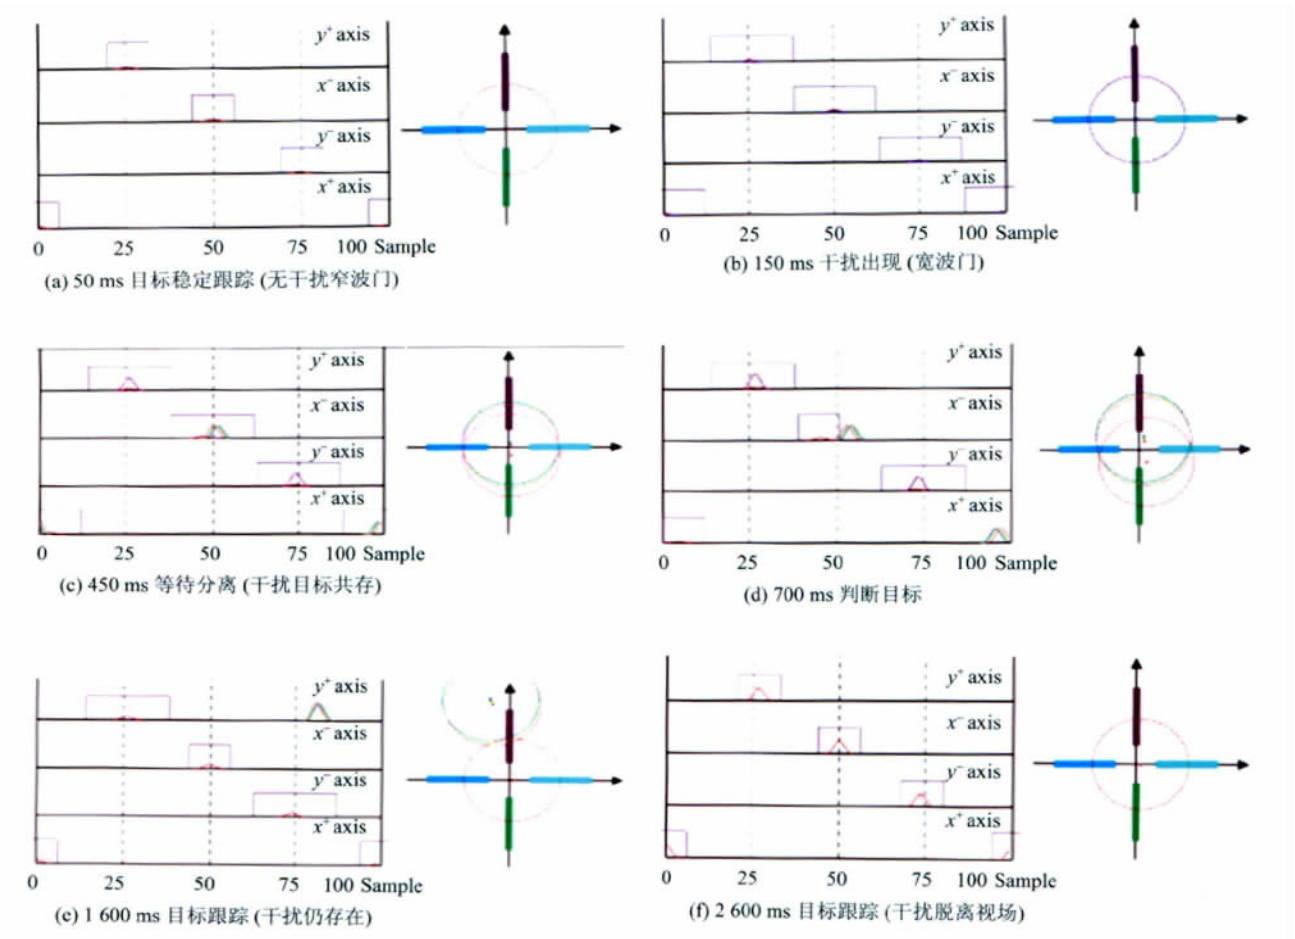 y⁺ axis
x⁻ axis
y⁻ axis
x⁺ axis
0 25 50 75 100 Sample
(a) 50 ms 目标稳定跟踪 (无干扰窄波门)
y⁺ axis
x⁻ axis
y⁻ axis
x⁺ axis
0 25 50 75 100 Sample
(b) 150 ms 干扰出现 (宽波门)
y⁺ axis
x⁻ axis
y⁻ axis
x⁺ axis
0 25 50 75 100 Sample
(c) 450 ms 等待分离 (干扰目标共存)
y⁺ axis
x⁻ axis
y⁻ axis
x⁺ axis
0 25 50 75 100 Sample
(d) 700 ms 判断目标
y⁺ axis
x⁻ axis
y⁻ axis
x⁺ axis
0 25 50 75 100 Sample
(e) 1 600 ms 目标跟踪 (干扰仍存在)
y⁺ axis
x⁻ axis
y⁻ axis
x⁺ axis
0 25 50 75 100 Sample
(f) 2 600 ms 目标跟踪 (干扰脱离视场)